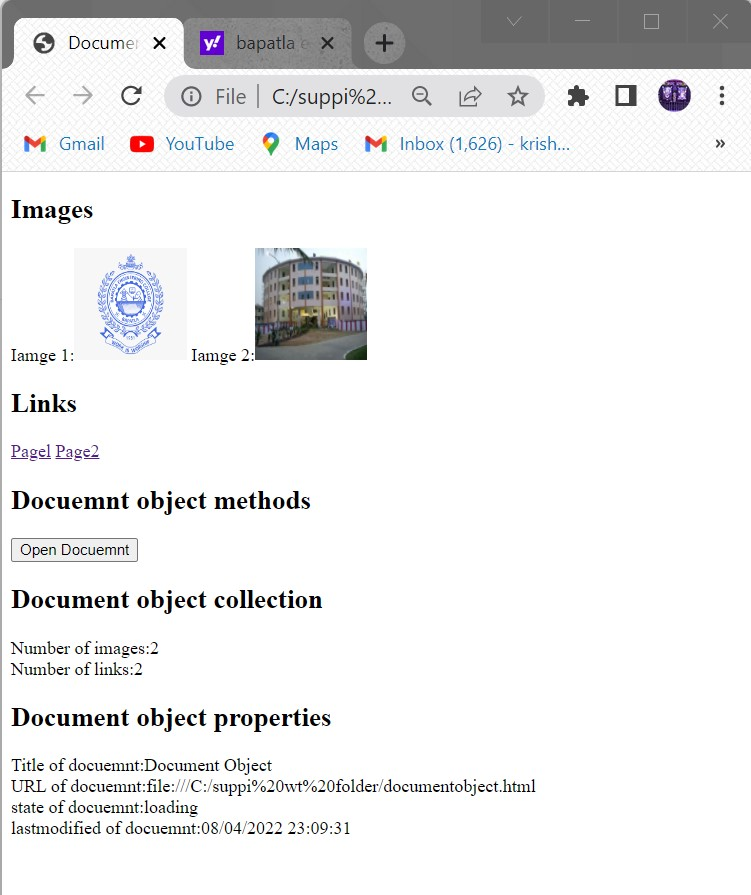 Documen
y!
bapatla e
File
C:/suppi%2...
Gmail
YouTube
Maps
Inbox (1,626) - krish...
»
Images
Iamge 1:
Iamge 2:
Links
Pagel Page2
Docuemnt object methods
Open Docuemnt
Document object collection
Number of images:2
Number of links:2
Document object properties
Title of docuemnt:Document Object
URL of docuemnt:file:///C:/suppi%20wt%20folder/documentobject.html
state of docuemnt:loading
lastmodified of docuemnt:08/04/2022 23:09:31